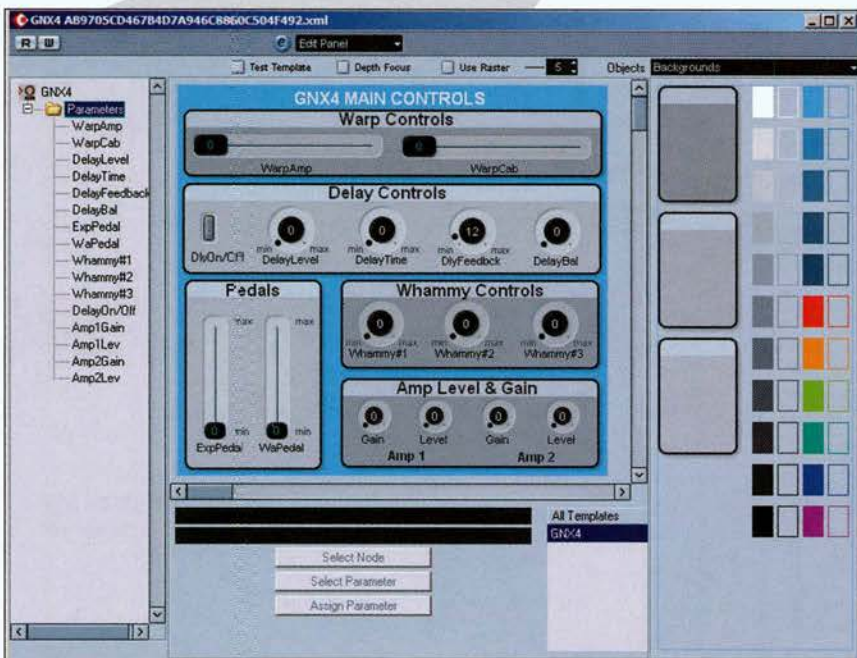 GNX4 AB9705CD467B4D7A946CB860C504F492.xml
R W Edit Panel
Test Template Depth Focus Use Raster 5 Objects Backgrounds
GNX4
Parameters
WarpAmp
WarpCab
DelayLevel
DelayTime
DelayFeedback
DelayBal
ExpPedal
WaPedal
Whammy#1
Whammy#2
Whammy#3
DelayOn/Off
Amp1Gain
Amp1Lev
Amp2Gain
Amp2Lev
GNX4 MAIN CONTROLS
Warp Controls
0 0
WarpAmp WarpCab
Delay Controls
0 0 12 0
min max min max
DlyOn/Off DelayLevel DelayTime DlyFeedbck DelayBal
Pedals
max max
0 min 0 min
ExpPedal WaPedal
Whammy Controls
0 0 0
min max min max
Whammy#1 Whammy#2 Whammy#3
Amp Level & Gain
0 0 0 0
Gain Level Gain Level
Amp 1 Amp 2
All Templates
GNX4
Select Node
Select Parameter
Assign Parameter